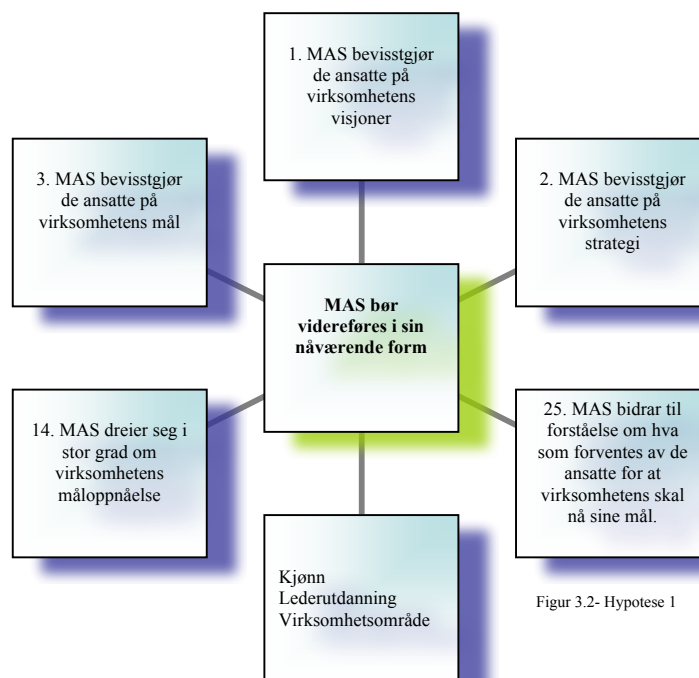 1. MAS bevisstgjør
de ansatte på
virksomhetens
visjoner
3. MAS bevisstgjør
de ansatte på
virksomhetens mål
2. MAS bevisstgjør
de ansatte på
virksomhetens
strategi
MAS bør
videreføres i sin
nåværende form
14. MAS dreier seg i
stor grad om
virksomhetens
måloppnåelse
25. MAS bidrar til
forståelse om hva
som forventes av de
ansatte for at
virksomhetens skal
nå sine mål.
Kjønn
Lederutdanning
Virksomhetsområde
Figur 3.2- Hypotese 1